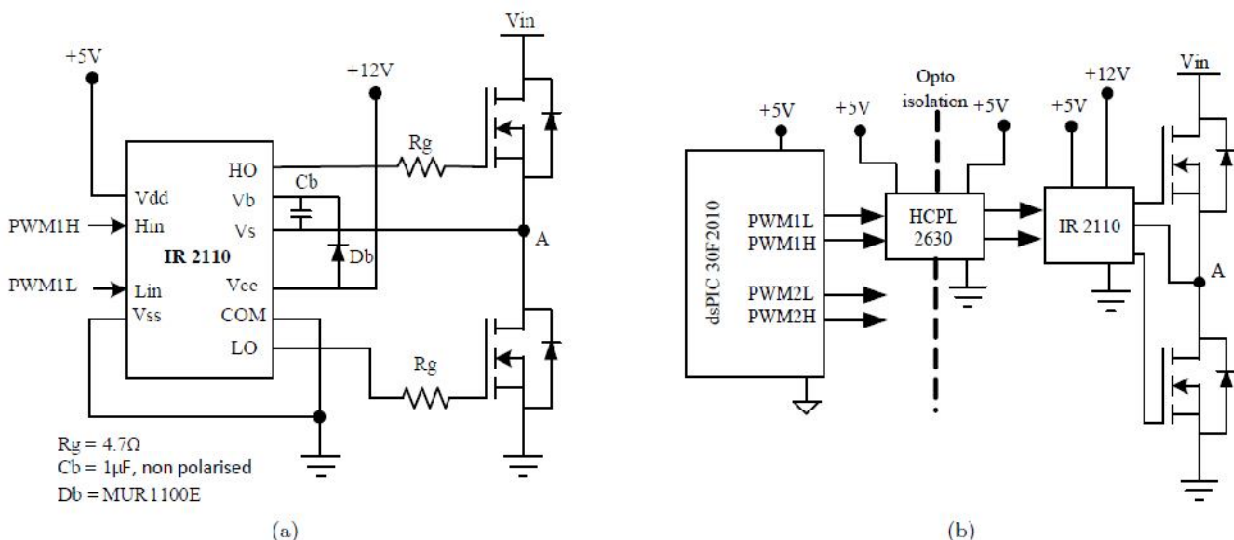 +5V
+12V
Vin
PWM1H
PWM1L
Vdd
Hin
IR 2110
Lin
Vss
HO
Vb
Vs
Vcc
COM
LO
Rg
Cb
Db
A
Rg
Rg = 4.7Ω
Cb = 1µF, non polarised
Db = MUR1100E
(a)
Opto
isolation
+5V
+5V
+5V
+5V
+12V
Vin
dsPIC 30F2010
PWM1L
PWM1H
PWM2L
PWM2H
HCPL
2630
IR 2110
A
(b)